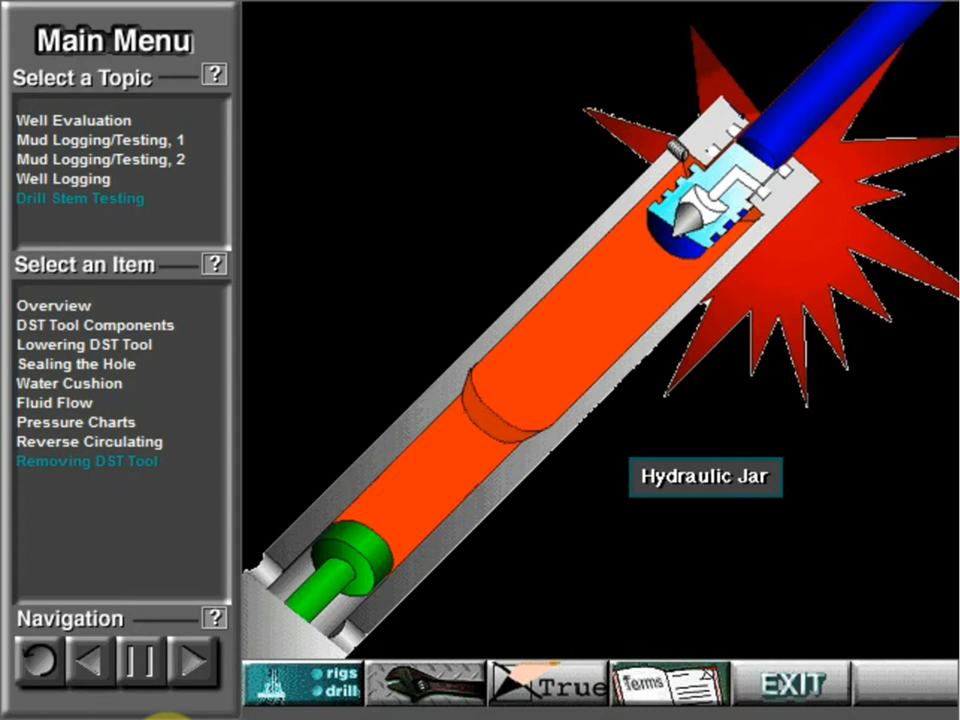 Main Menu
Select a Topic
?
Well Evaluation
Mud Logging/Testing, 1
Mud Logging/Testing, 2
Well Logging
Drill Stem Testing
Select an Item
?
Overview
DST Tool Components
Lowering DST Tool
Sealing the Hole
Water Cushion
Fluid Flow
Pressure Charts
Reverse Circulating
Removing DST Tool
Navigation
?
Hydraulic Jar
rigs
drill
True
Terms
EXIT